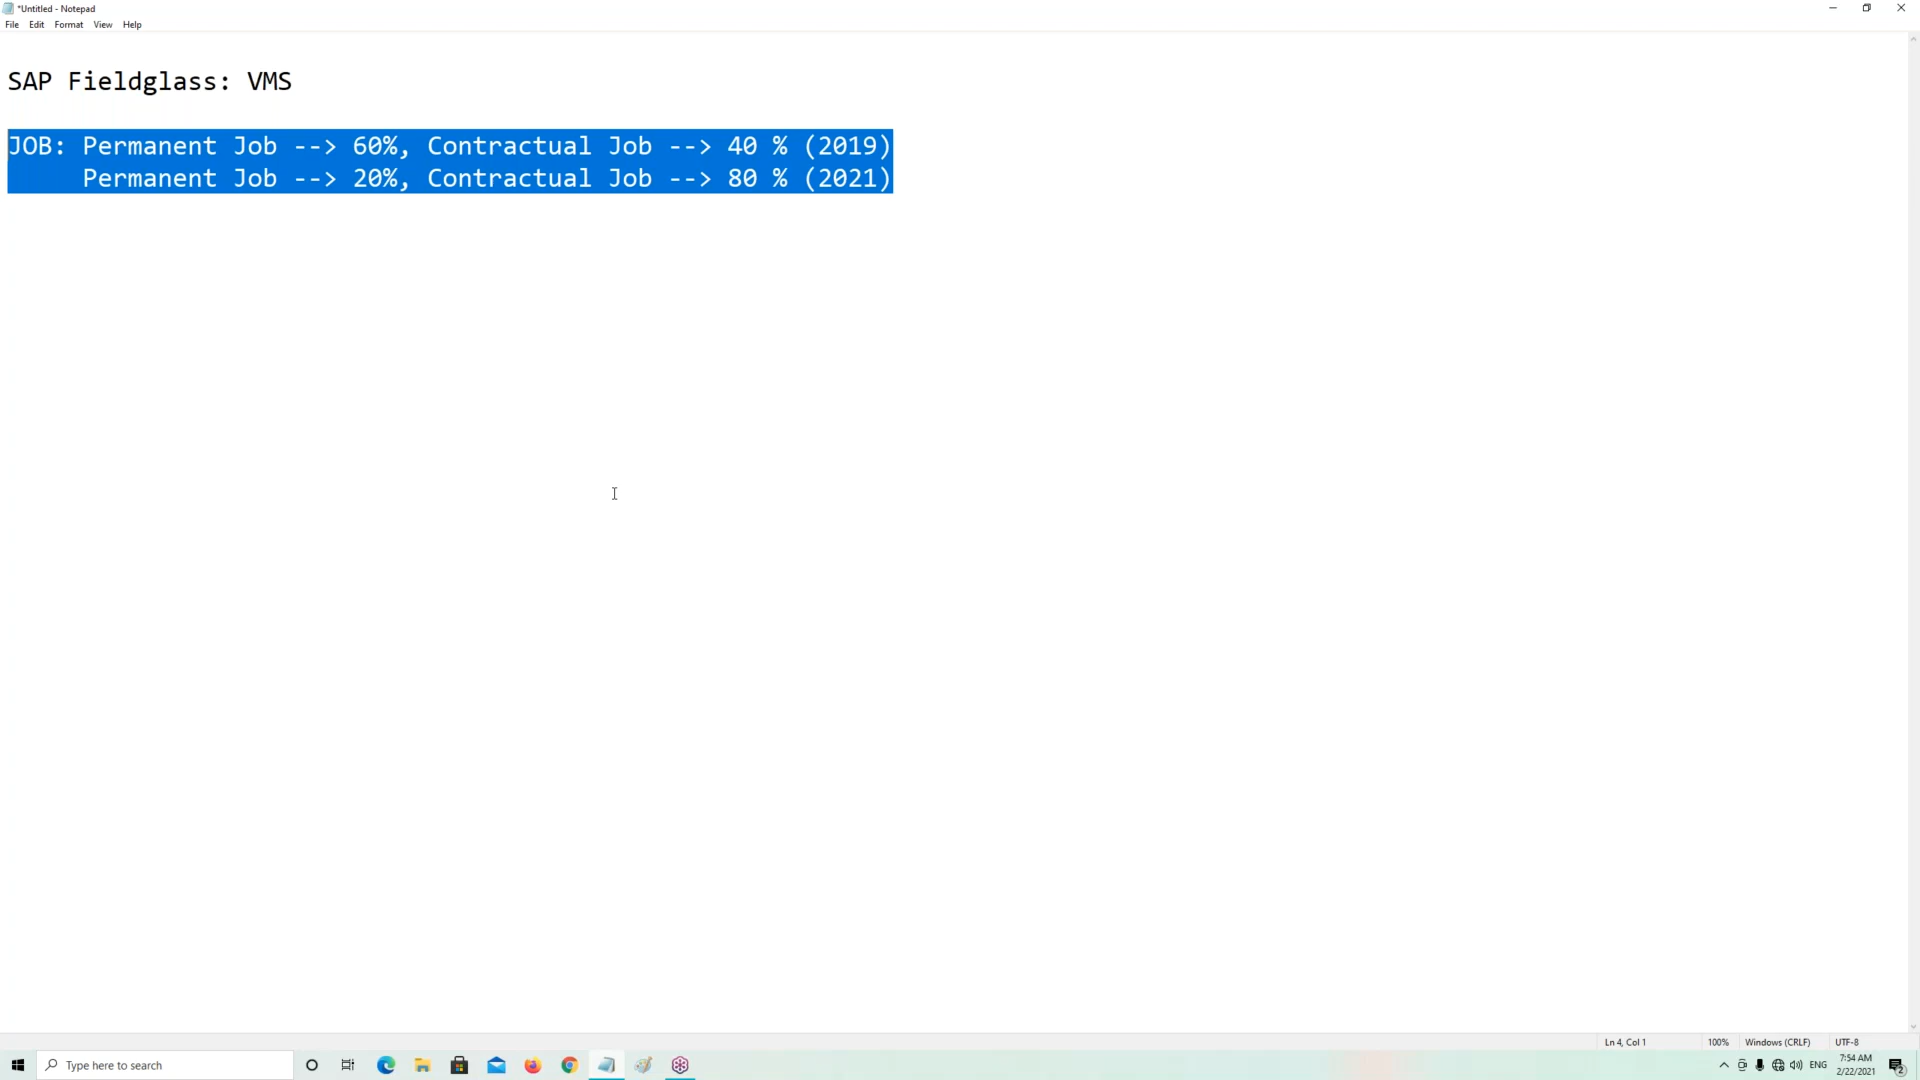 *Untitled - Notepad
File Edit Format View Help
SAP Fieldglass: VMS
JOB: Permanent Job --> 60%, Contractual Job --> 40 % (2019)
Permanent Job --> 20%, Contractual Job --> 80 % (2021)
Ln 4, Col 1 100% Windows (CRLF) UTF-8
Type here to search
ENG
7:54 AM
2/22/2021
2